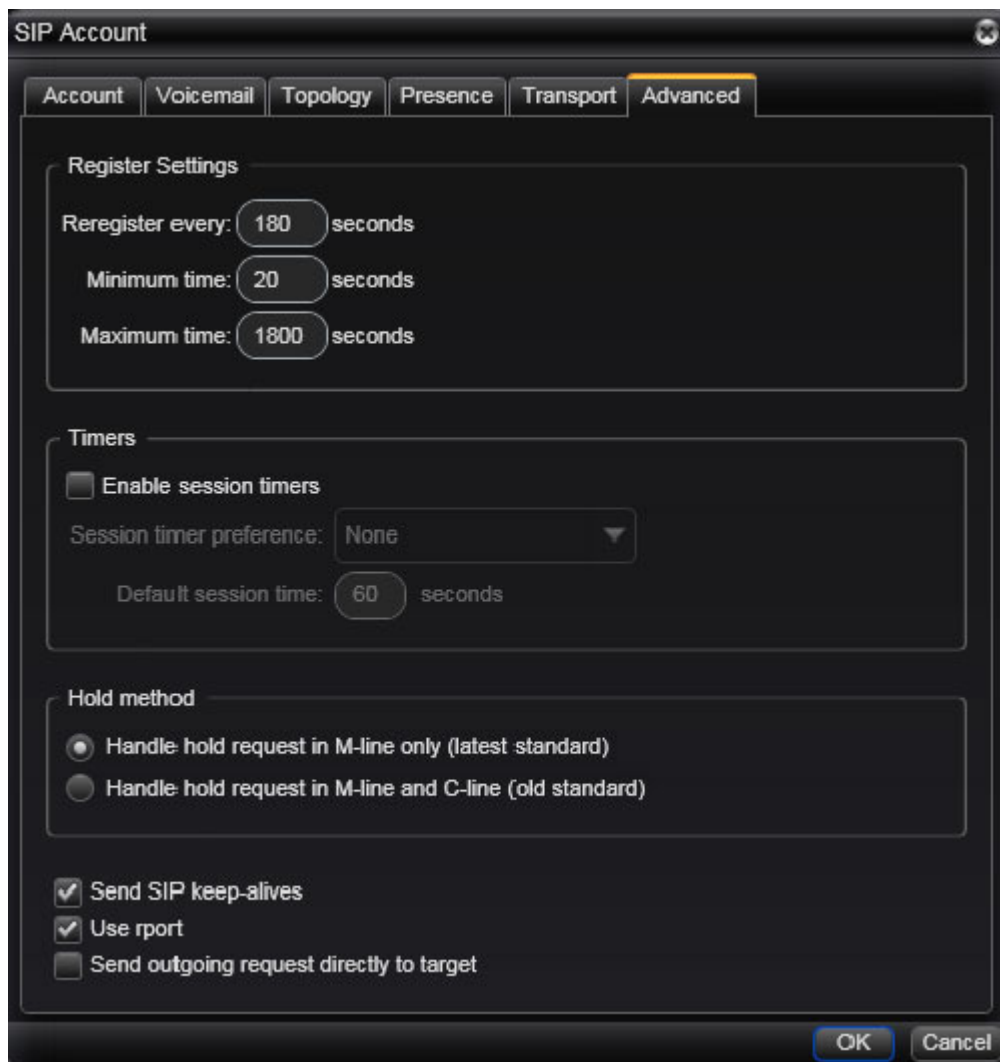 SIP Account
Account Voicemail Topology Presence Transport Advanced
Register Settings
Reregister every: 180 seconds
Minimum time: 20 seconds
Maximum time: 1800 seconds
Timers
Enable session timers
Session timer preference: None
Default session time: 60 seconds
Hold method
Handle hold request in M-line only (latest standard)
Handle hold request in M-line and C-line (old standard)
Send SIP keep-alives
Use rport
Send outgoing request directly to target
OK Cancel